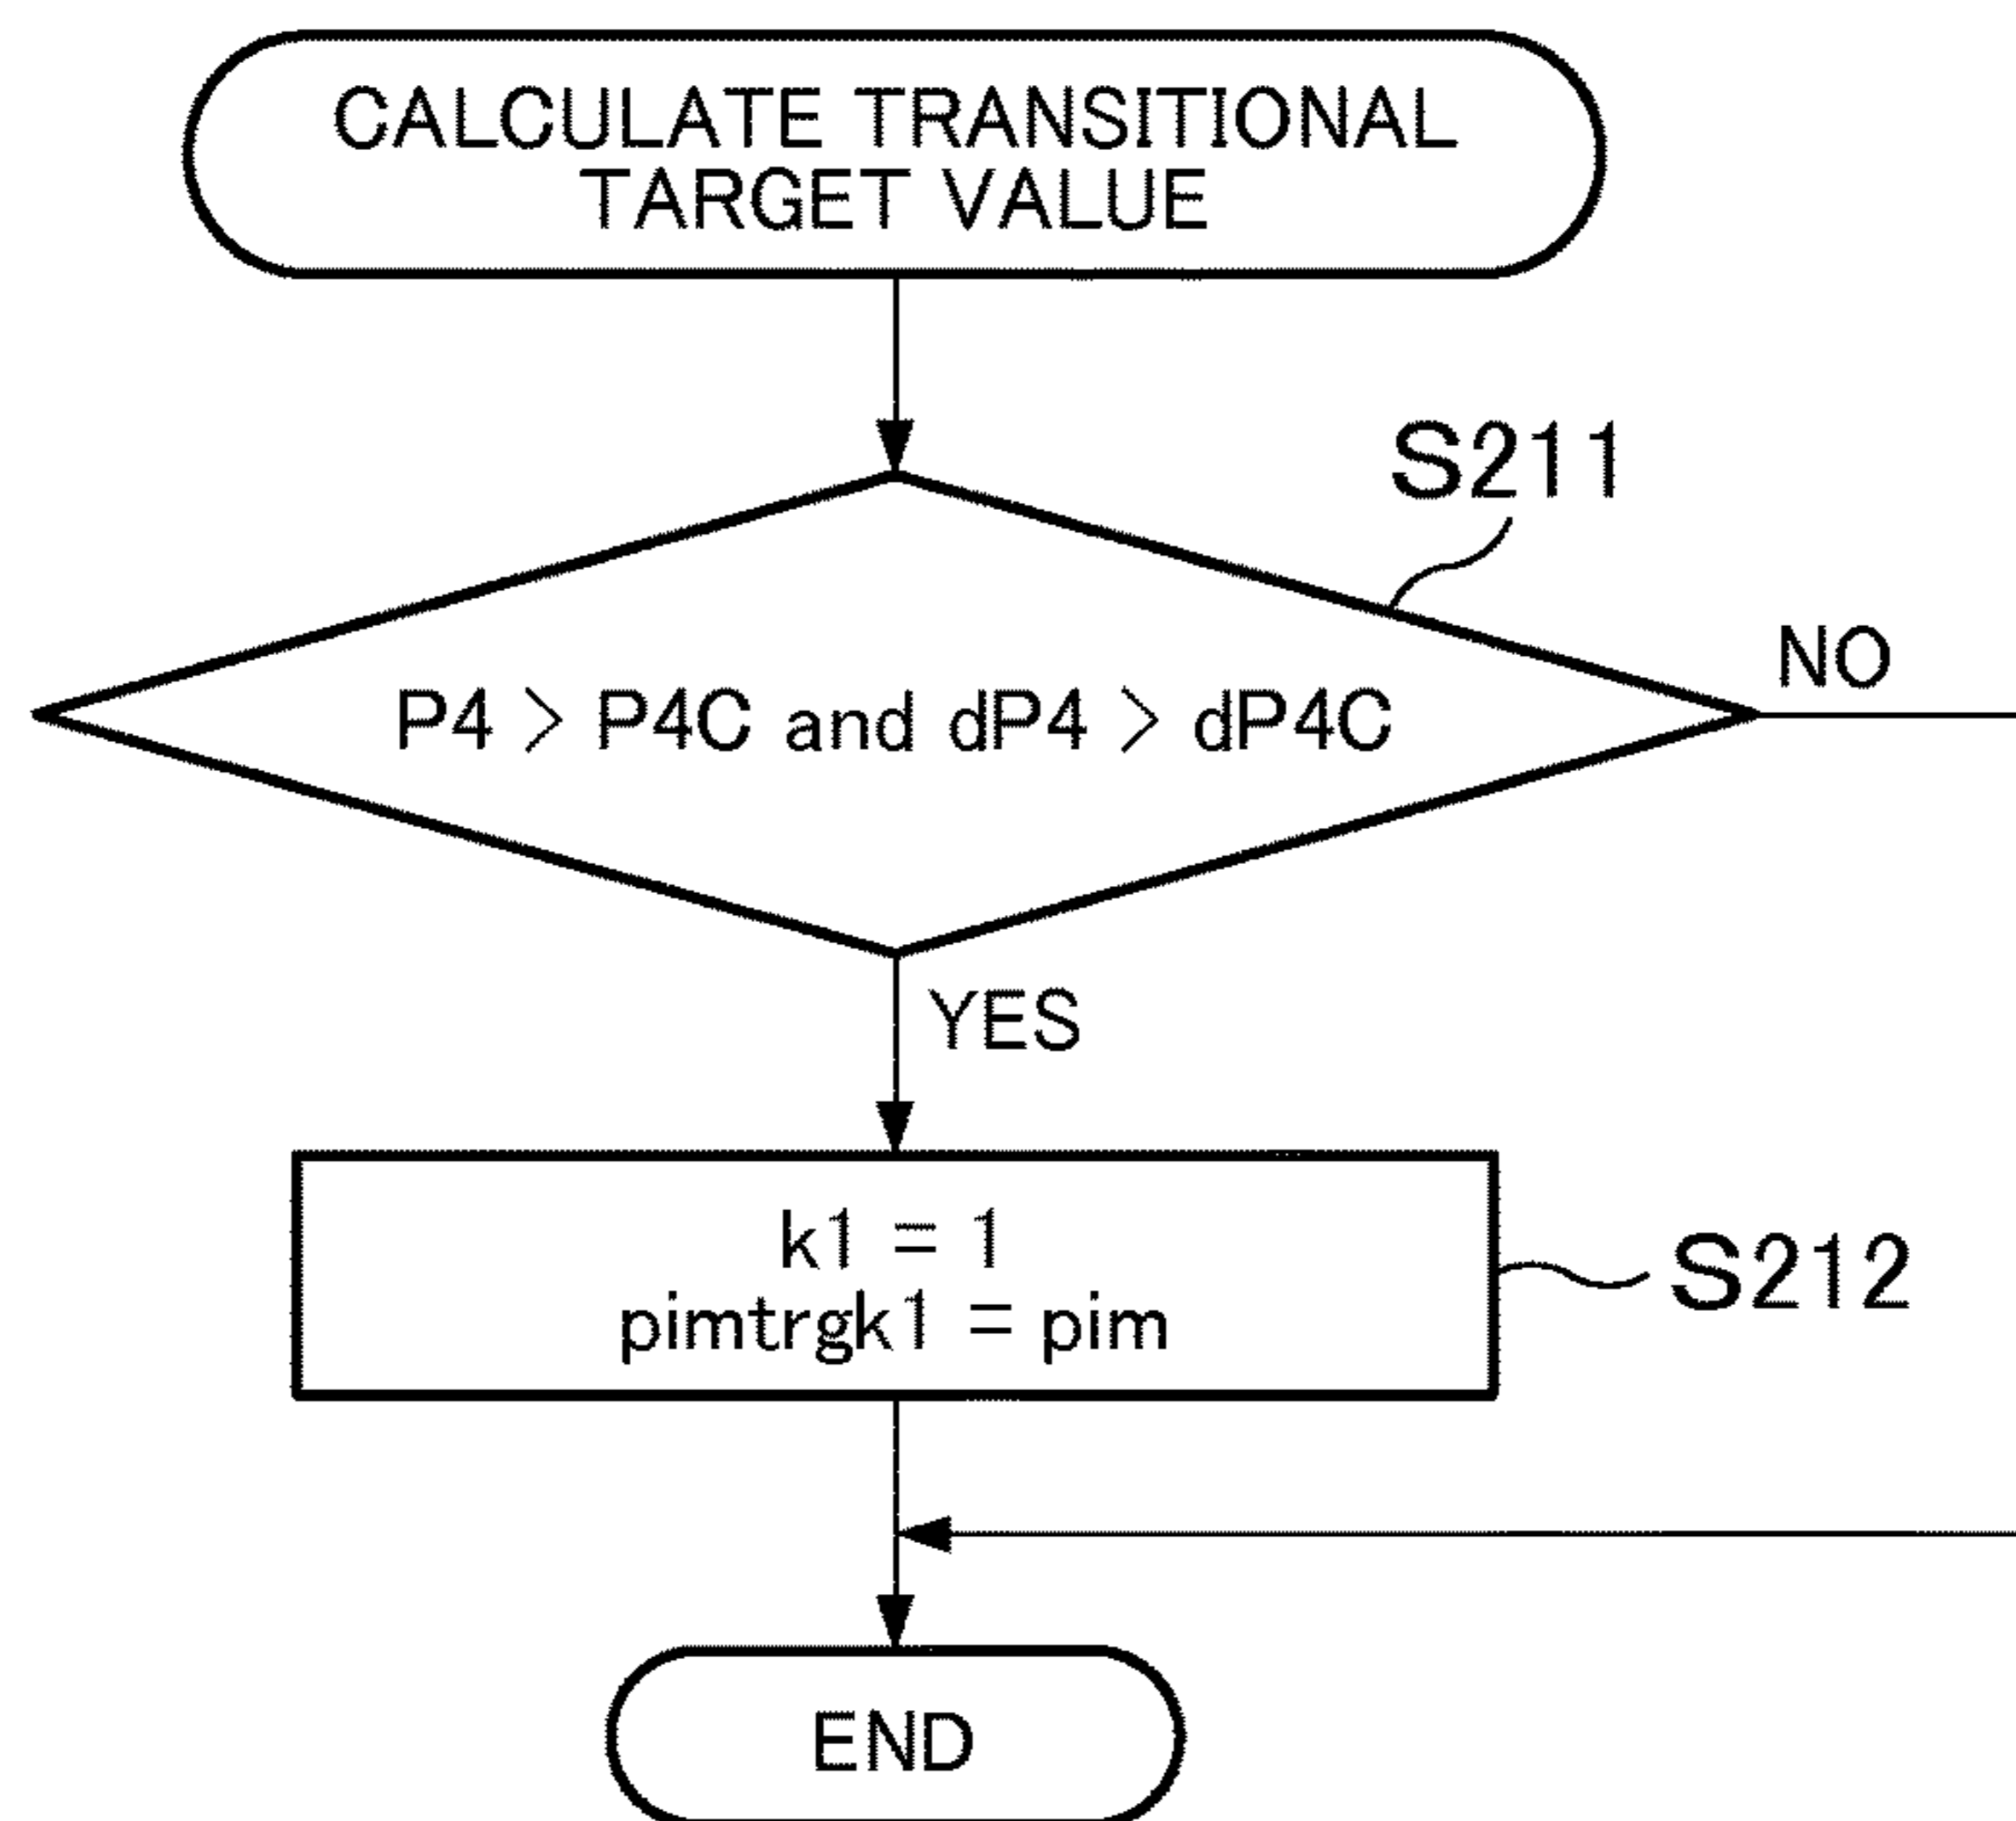 CALCULATE TRANSITIONAL
TARGET VALUE
S211
P4 > P4C and dP4 > dP4C
NO
YES
k1 = 1
pimtrgk1 = pim
S212
END